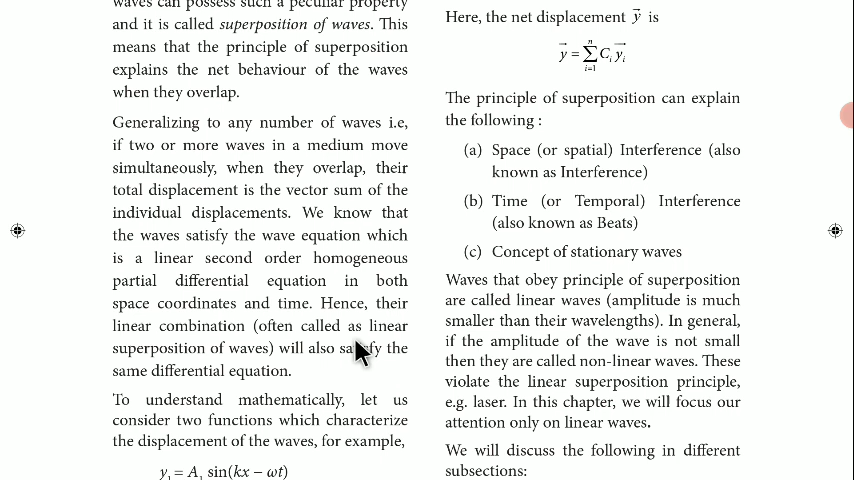 waves can possess such a peculiar property
and it is called superposition of waves. This
means that the principle of superposition
explains the net behaviour of the waves
when they overlap.
Generalizing to any number of waves i.e,
if two or more waves in a medium move
simultaneously, when they overlap, their
total displacement is the vector sum of the
individual displacements. We know that
the waves satisfy the wave equation which
is a linear second order homogeneous
partial differential equation in both
space coordinates and time. Hence, their
linear combination (often called as linear
superposition of waves) will also satisfy the
same differential equation.
To understand mathematically, let us
consider two functions which characterize
the displacement of the waves, for example,
y₁ = A₁ sin(kx − ωt)
Here, the net displacement y⃗ is
y⃗ = ∑ⁿᵢ₌₁ Cᵢ y⃗ᵢ
The principle of superposition can explain
the following :
(a) Space (or spatial) Interference (also
known as Interference)
(b) Time (or Temporal) Interference
(also known as Beats)
(c) Concept of stationary waves
Waves that obey principle of superposition
are called linear waves (amplitude is much
smaller than their wavelengths). In general,
if the amplitude of the wave is not small
then they are called non-linear waves. These
violate the linear superposition principle,
e.g. laser. In this chapter, we will focus our
attention only on linear waves.
We will discuss the following in different
subsections: